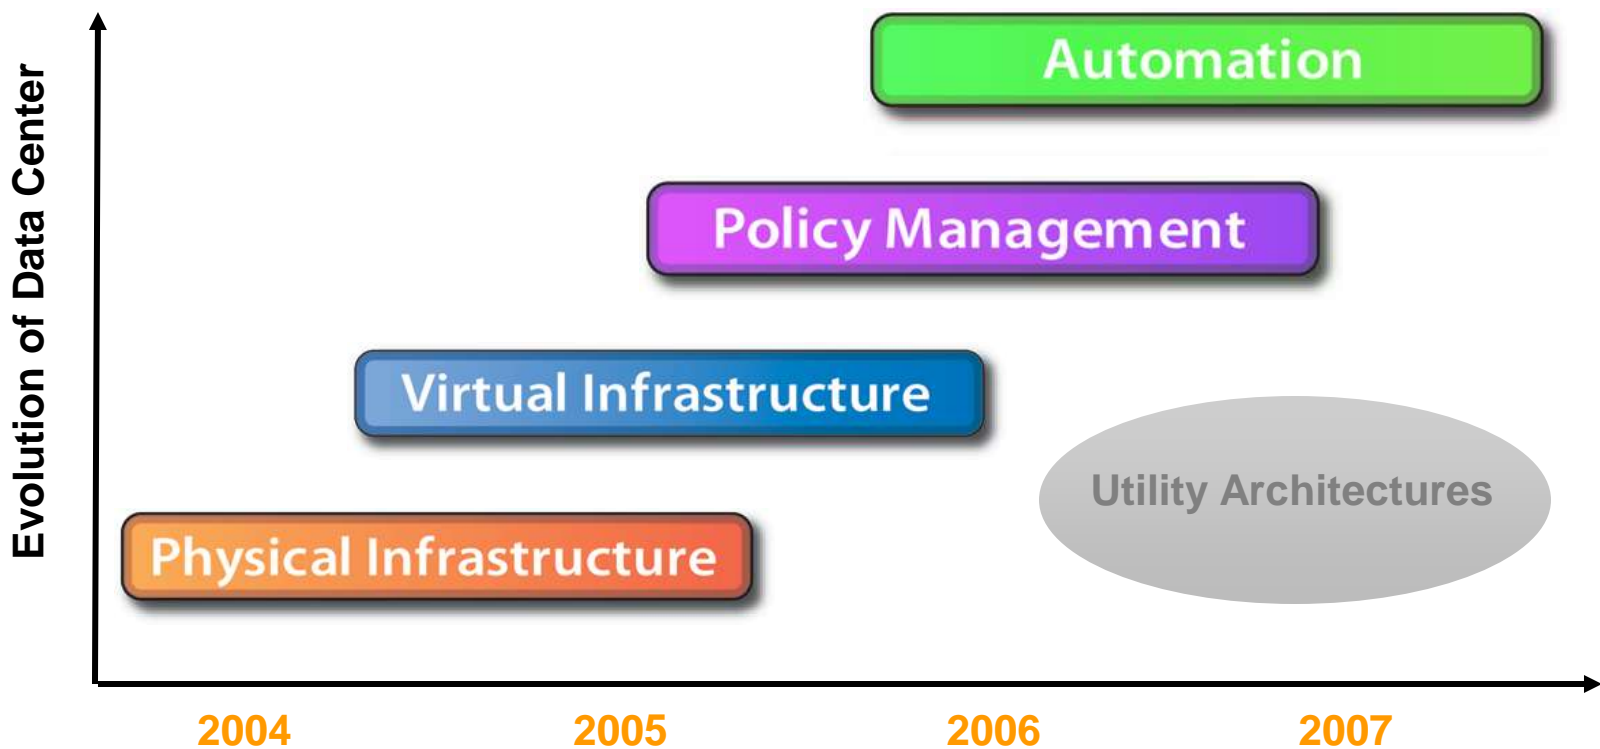 Evolution of Data Center
Automation
Policy Management
Virtual Infrastructure
Utility Architectures
Physical Infrastructure
2004
2005
2006
2007